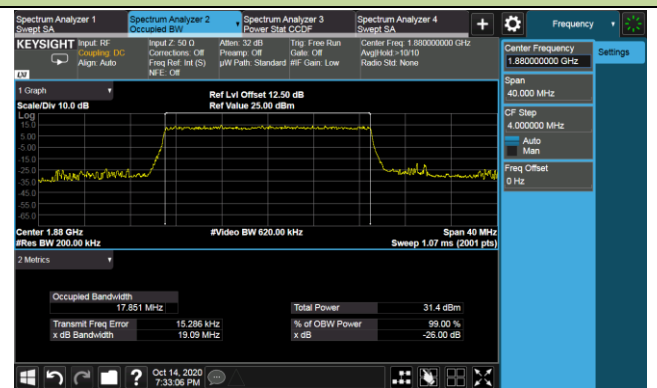 Spectrum Analyzer 1
Swept SA
Spectrum Analyzer 2
Occupied BW
Spectrum Analyzer 3
Power Stat CCDF
Spectrum Analyzer 4
Swept SA
+
Frequency
KEYSIGHT
Input: RF
Coupling: DC
Align: Auto
Input Z: 50 Ω
Corrections: Off
Freq Ref: Int (S)
NFE: Off
Atten: 32 dB
Preamp: Off
µW Path: Standard
Trig: Free Run
Gate: Off
#IF Gain: Low
Center Freq: 1.880000000 GHz
Avg|Hold:>10/10
Radio Std: None
LXI
Center Frequency
1.880000000 GHz
Settings
Span
40.000 MHz
CF Step
4.000000 MHz
Auto
Man
Freq Offset
0 Hz
1 Graph
Scale/Div 10.0 dB
Ref Lvl Offset 12.50 dB
Ref Value 25.00 dBm
Log
15.0
5.00
-5.00
-15.0
-25.0
-35.0
-45.0
-55.0
-65.0
Center 1.88 GHz
#Res BW 200.00 kHz
#Video BW 620.00 kHz
Span 40 MHz
Sweep 1.07 ms (2001 pts)
2 Metrics
Occupied Bandwidth
17.851 MHz
Total Power
31.4 dBm
Transmit Freq Error
15.286 kHz
% of OBW Power
99.00 %
x dB Bandwidth
19.09 MHz
x dB
-26.00 dB
?
Oct 14, 2020
7:33:06 PM